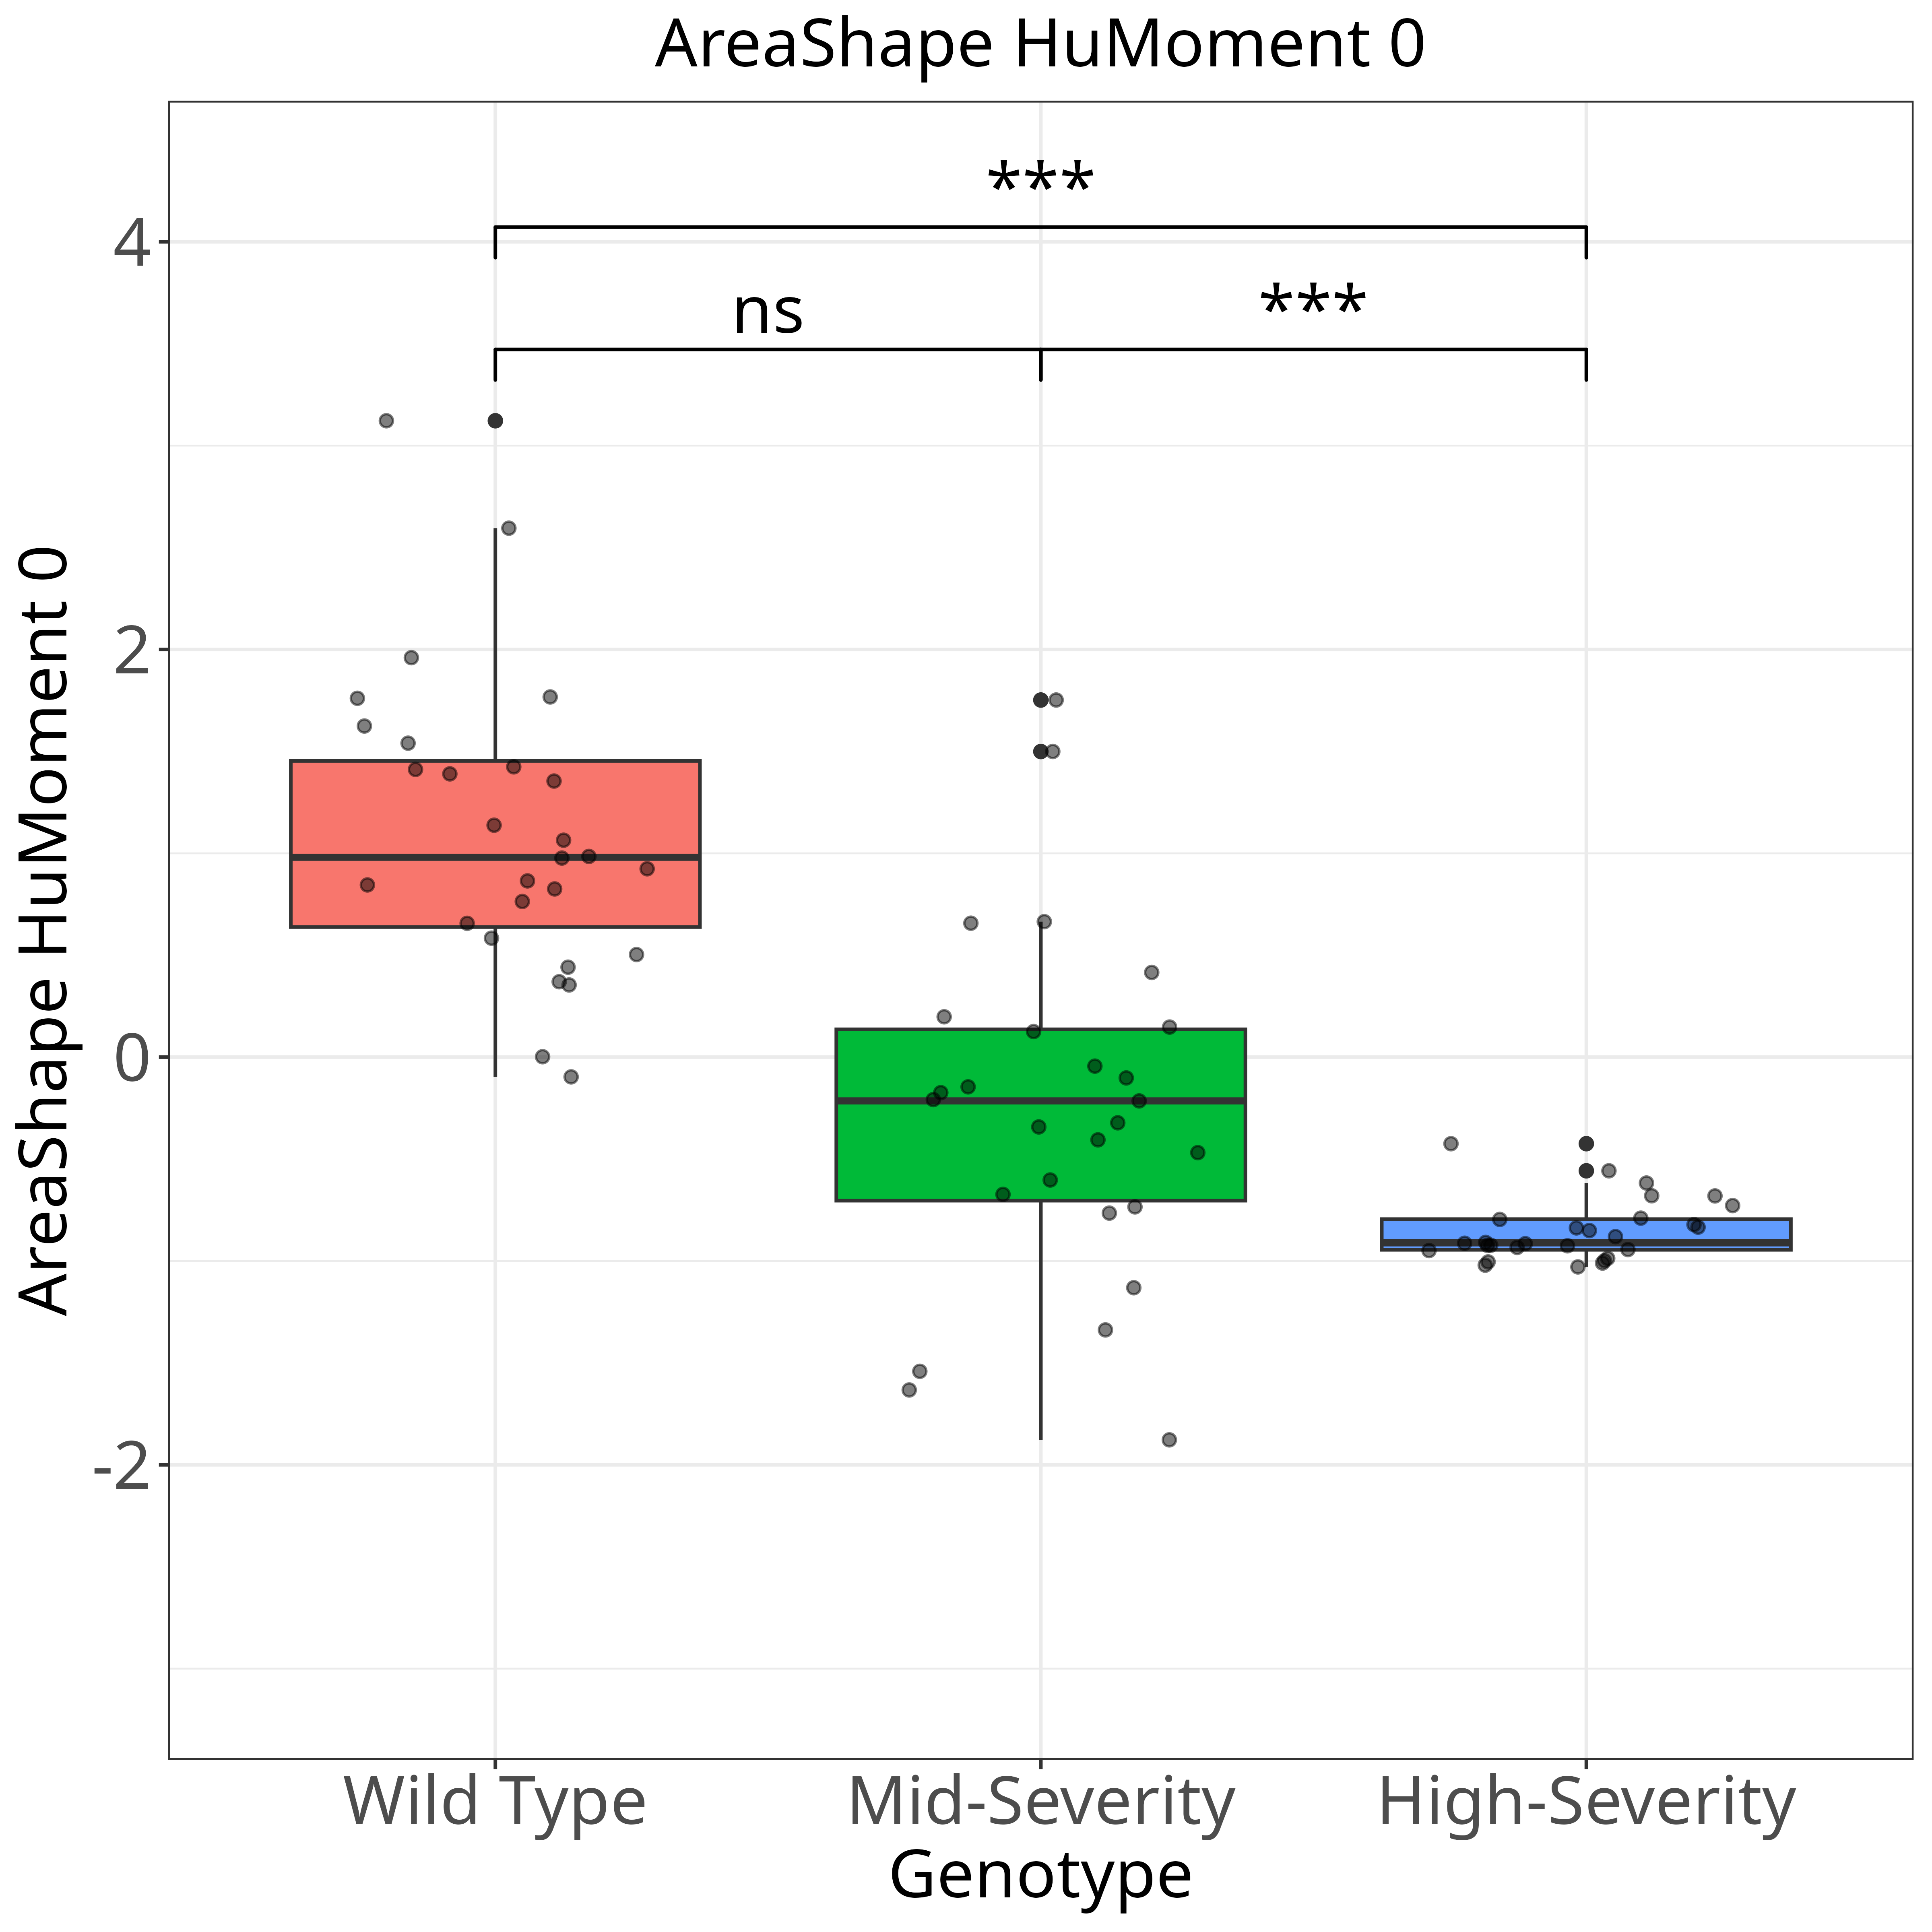 AreaShape HuMoment 0
***
ns
***
4
2
0
-2
AreaShape HuMoment 0
Wild Type
Mid-Severity
High-Severity
Genotype